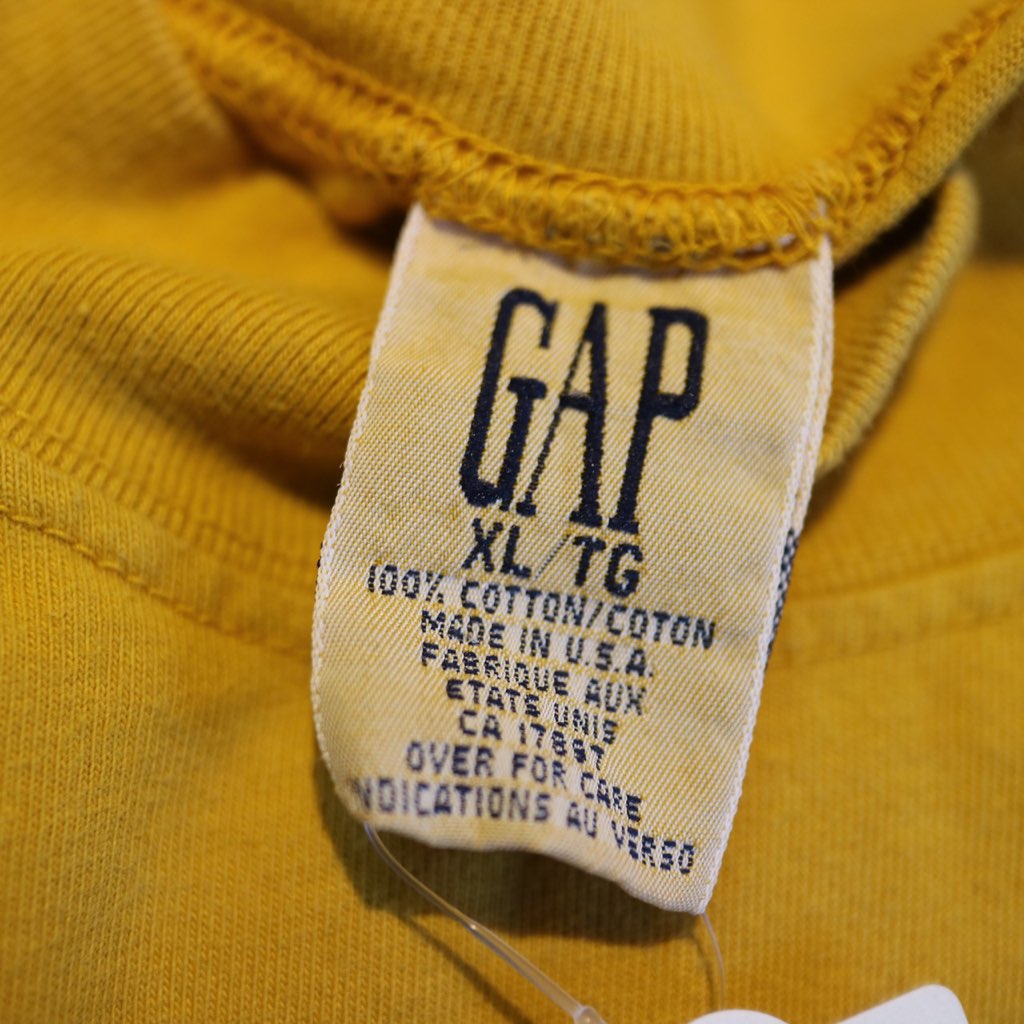 GAP
XL/TG
100% COTTON/COTON
MADE IN U.S.A.
FABRIQUE AUX
ETATS UNIS
CA 17897
OVER FOR CARE
INDICATIONS AU VERSO